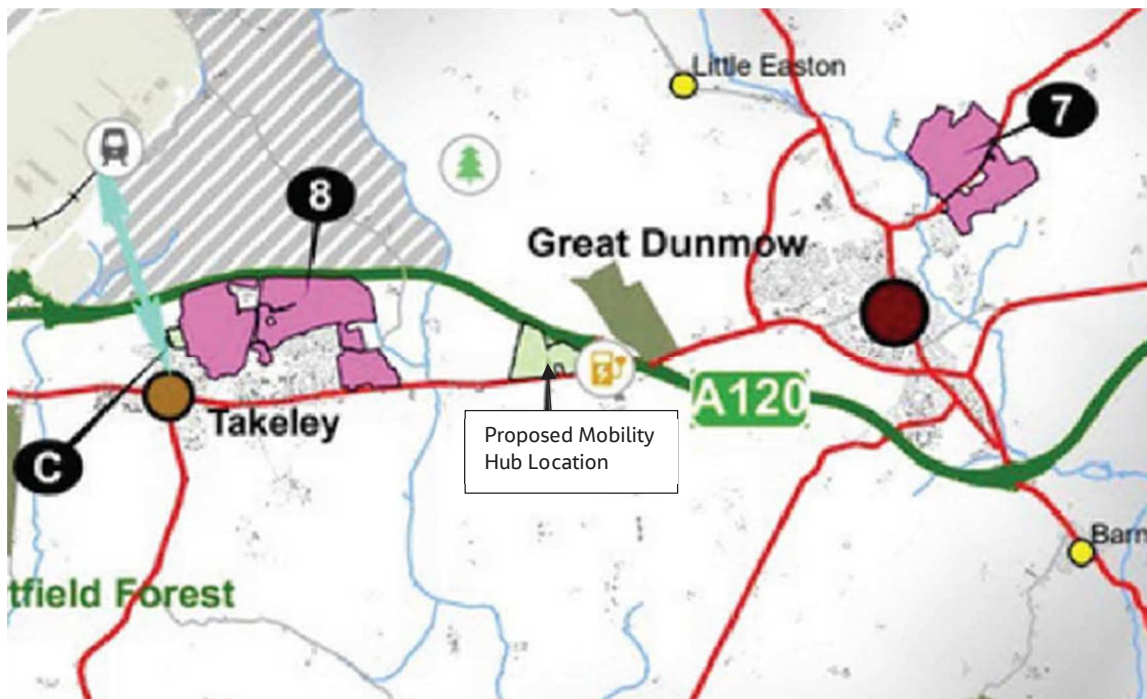 Little Easton
7
8
Great Dunmow
A120
Takeley
Proposed Mobility
Hub Location
C
Barn
tfield Forest